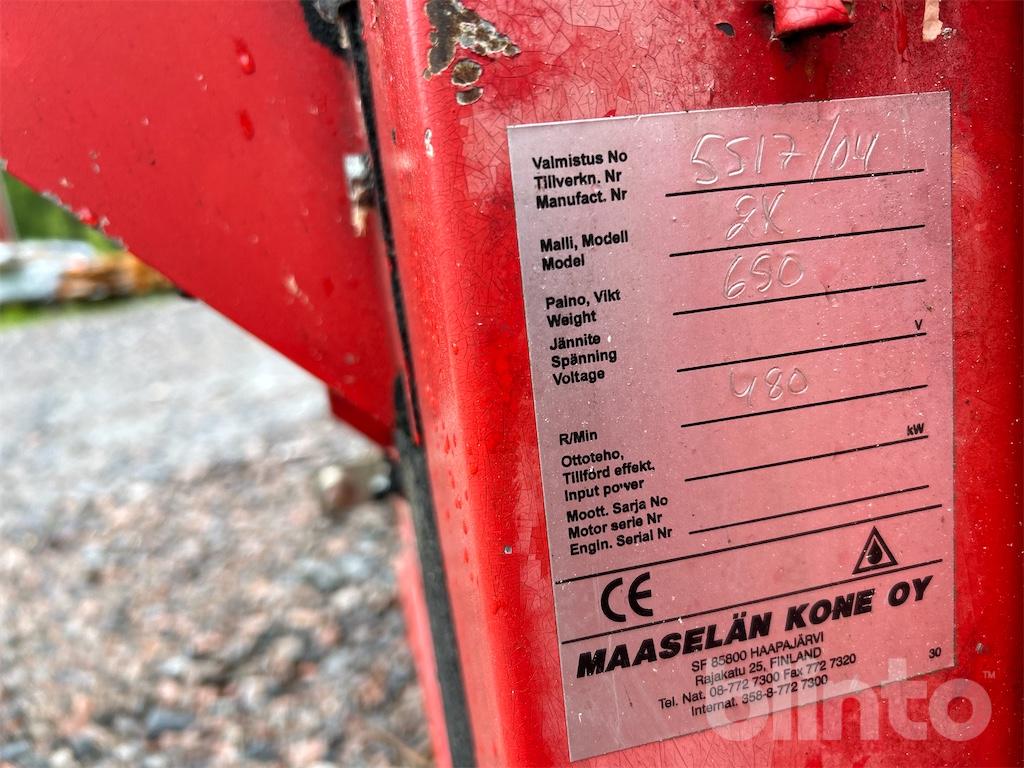 Valmistus No
Tillverkn. Nr 5517/04
Manufact. Nr
2X
Malli, Modell
Model
650
Paino, Vikt
Weight
Jännite
Spänning V
Voltage
480
R/Min
Ottoteho, kW
Tillförd effekt,
Input power
Moott. Sarja No
Motor serie Nr
Engin. Serial Nr
CE
MAASELÄN KONE OY
SF 85800 HAAPAJÄRVI
Rajakatu 25, FINLAND 30
Tel. Nat. 08-772 7300 Fax 772 7320
Internat. 358-8-772 7300
blinto™